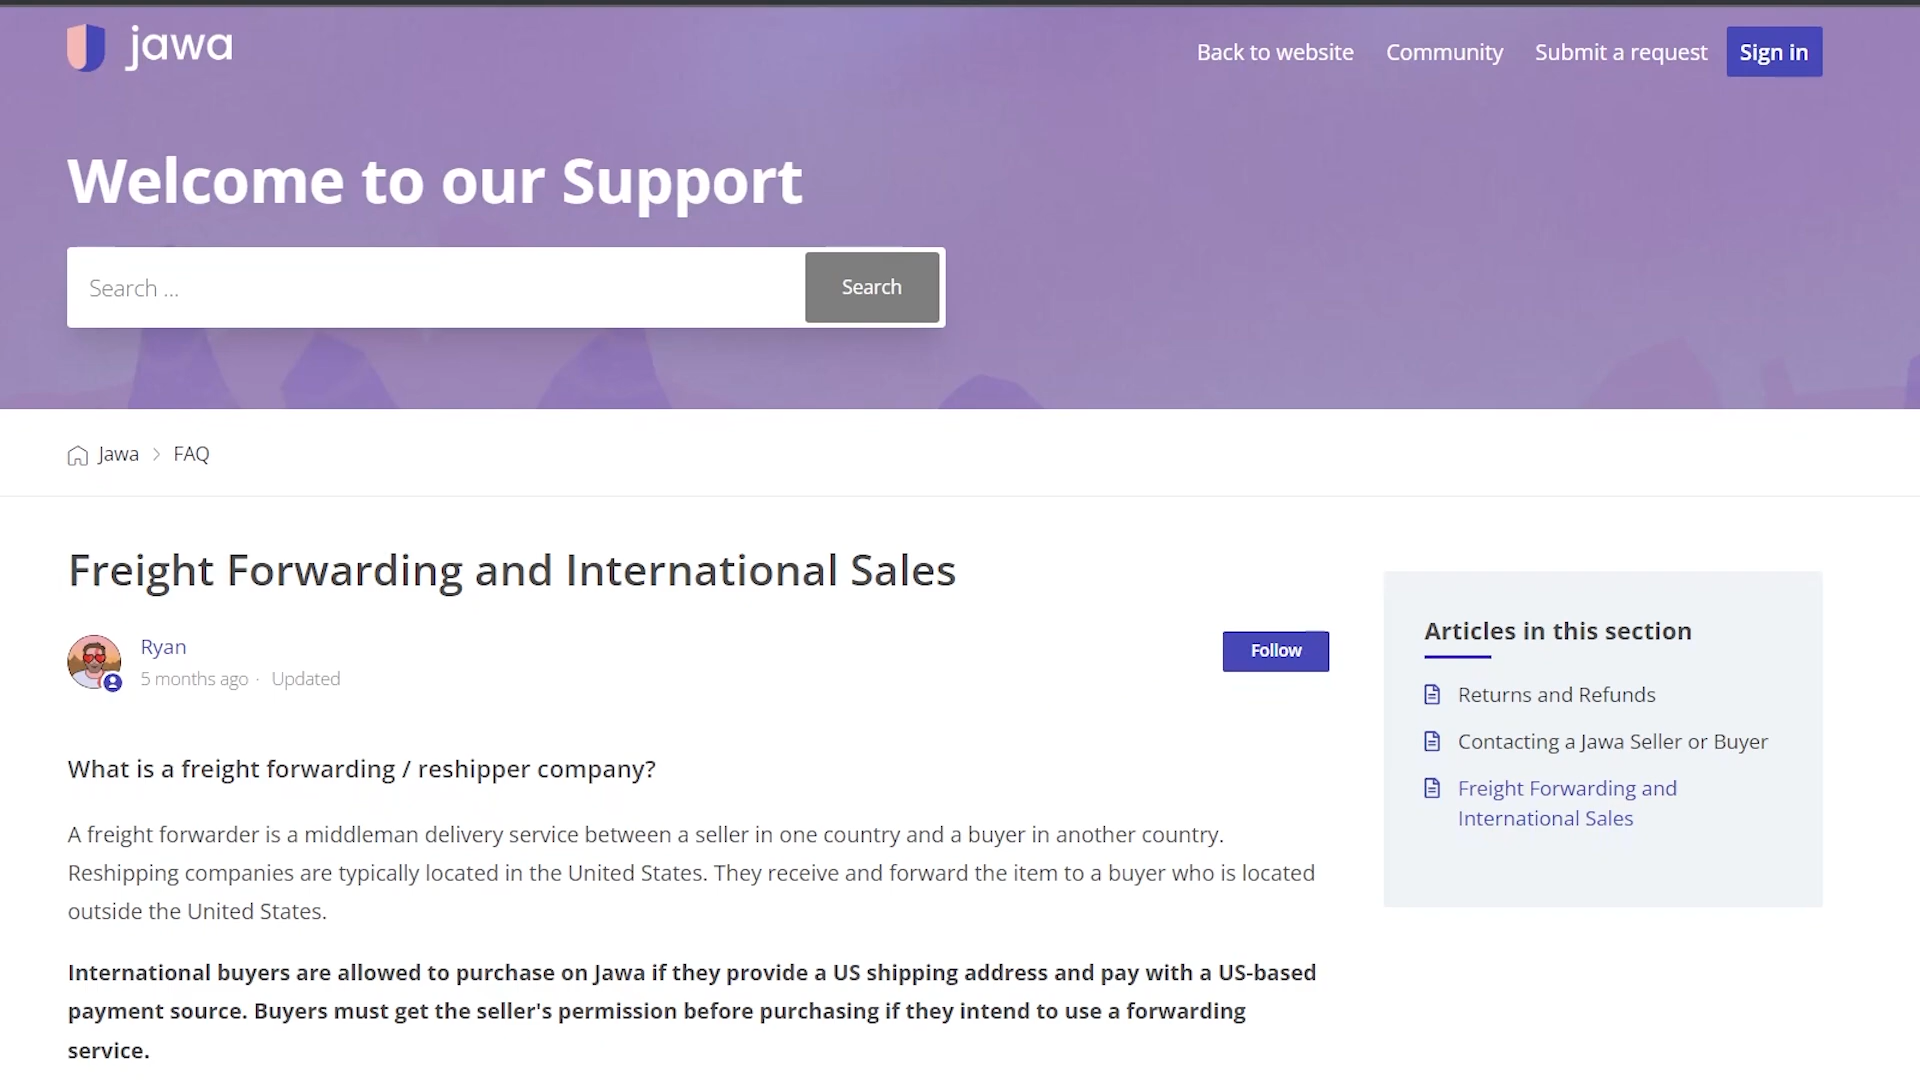 jawa
Back to website
Community
Submit a request
Sign in
Welcome to our Support
Search ...
Search
Jawa
FAQ
Freight Forwarding and International Sales
Ryan
5 months ago · Updated
Follow
What is a freight forwarding / reshipper company?
A freight forwarder is a middleman delivery service between a seller in one country and a buyer in another country.
Reshipping companies are typically located in the United States. They receive and forward the item to a buyer who is located
outside the United States.
International buyers are allowed to purchase on Jawa if they provide a US shipping address and pay with a US-based
payment source. Buyers must get the seller's permission before purchasing if they intend to use a forwarding
service.
Articles in this section
Returns and Refunds
Contacting a Jawa Seller or Buyer
Freight Forwarding and
International Sales